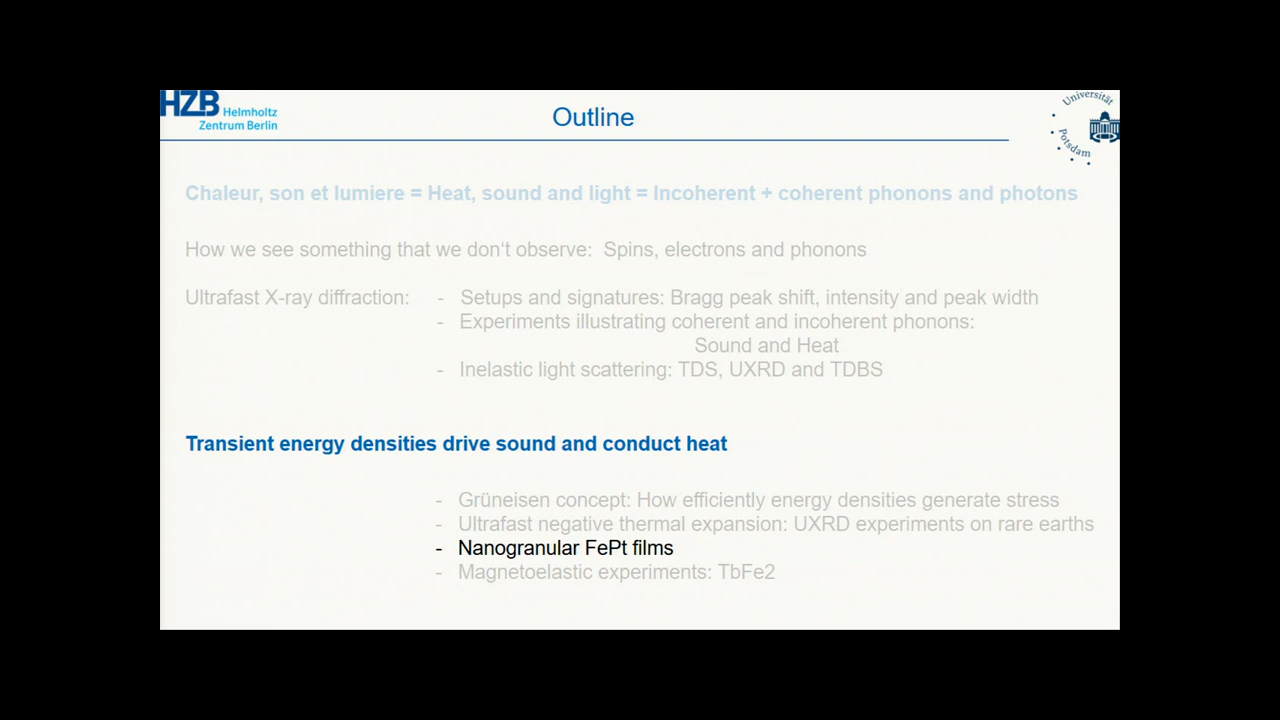 HZB Helmholtz
Zentrum Berlin
Outline
Universität
Potsdam
Chaleur, son et lumiere = Heat, sound and light = Incoherent + coherent phonons and photons
How we see something that we don‘t observe: Spins, electrons and phonons
Ultrafast X-ray diffraction: - Setups and signatures: Bragg peak shift, intensity and peak width
- Experiments illustrating coherent and incoherent phonons:
Sound and Heat
- Inelastic light scattering: TDS, UXRD and TDBS
Transient energy densities drive sound and conduct heat
- Grüneisen concept: How efficiently energy densities generate stress
- Ultrafast negative thermal expansion: UXRD experiments on rare earths
- Nanogranular FePt films
- Magnetoelastic experiments: TbFe2